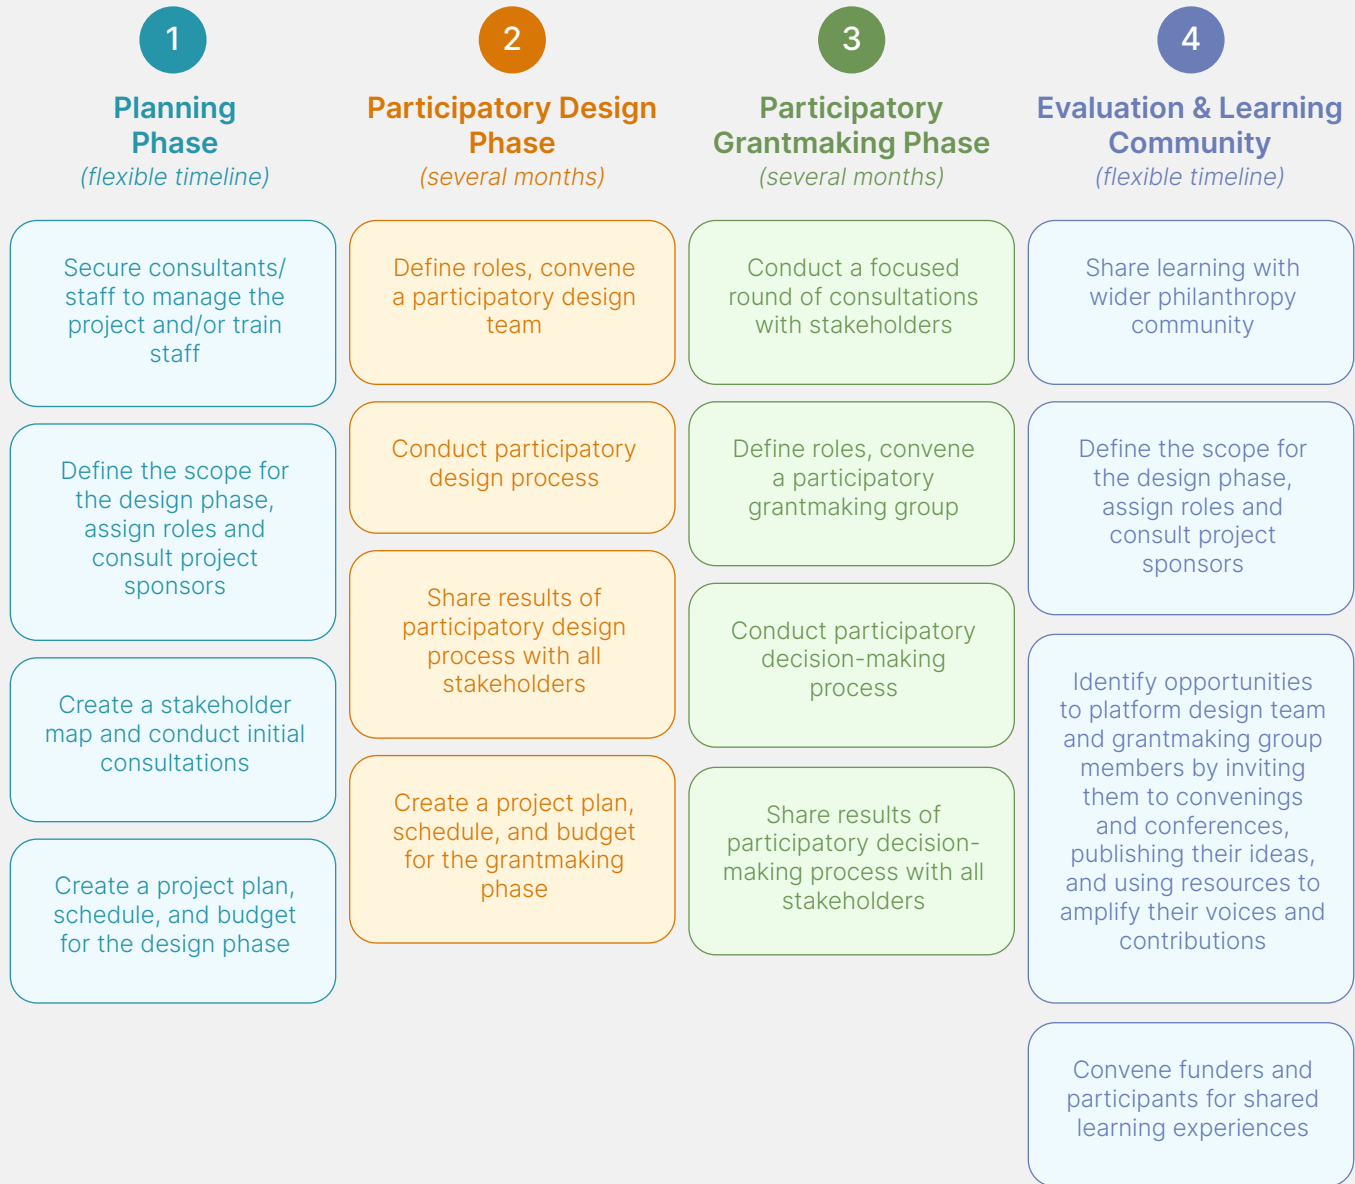 1
Planning
Phase
(flexible timeline)
Secure consultants/
staff to manage the
project and/or train
staff
Define the scope for
the design phase,
assign roles and
consult project
sponsors
Create a stakeholder
map and conduct initial
consultations
Create a project plan,
schedule, and budget
for the design phase
2
Participatory Design
Phase
(several months)
Define roles, convene
a participatory design
team
Conduct participatory
design process
Share results of
participatory design
process with all
stakeholders
Create a project plan,
schedule, and budget
for the grantmaking
phase
3
Participatory
Grantmaking Phase
(several months)
Conduct a focused
round of consultations
with stakeholders
Define roles, convene
a participatory
grantmaking group
Conduct participatory
decision-making
process
Share results of
participatory decision-
making process with all
stakeholders
4
Evaluation & Learning
Community
(flexible timeline)
Share learning with
wider philanthropy
community
Define the scope for
the design phase,
assign roles and
consult project
sponsors
Identify opportunities
to platform design team
and grantmaking group
members by inviting
them to convenings
and conferences,
publishing their ideas,
and using resources to
amplify their voices and
contributions
Convene funders and
participants for shared
learning experiences